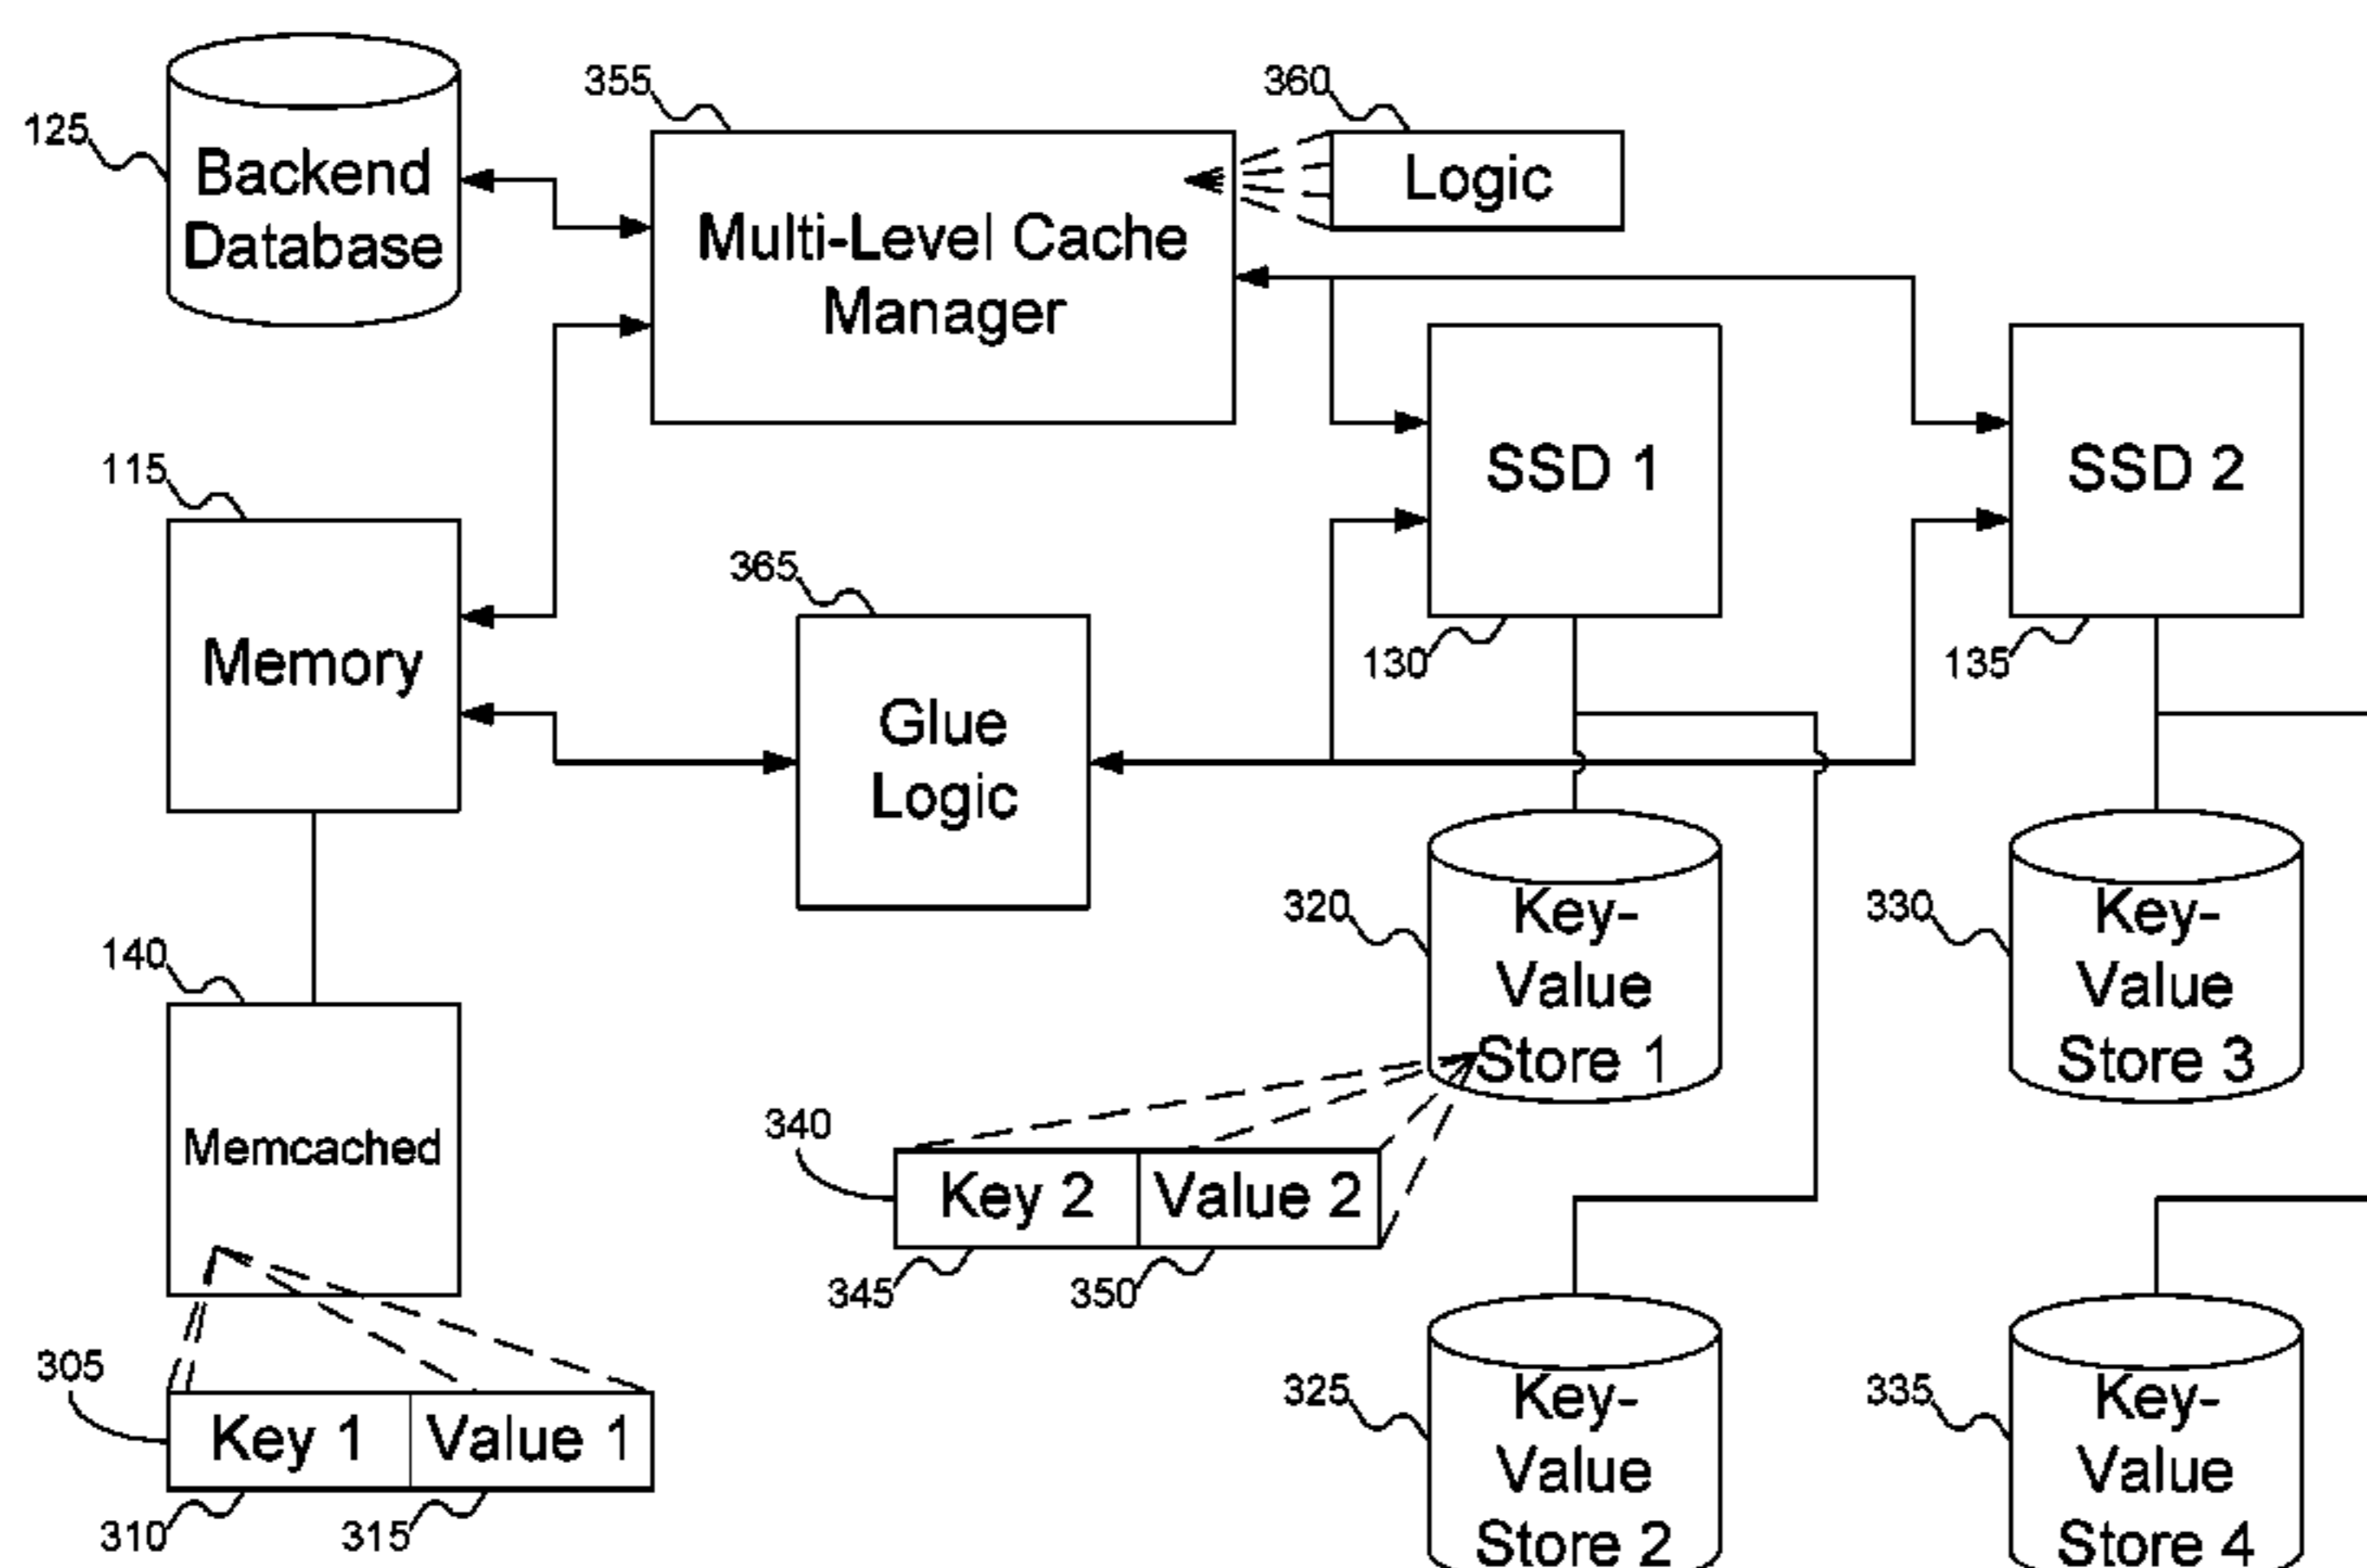 355
360
125
Backend
Database
Logic
Multi-Level Cache
Manager
115
SSD 1
SSD 2
365
Memory
130
135
Glue
Logic
140
320
Key-
Value
Store 1
330
Key-
Value
Store 3
Memcached
340
Key 2
Value 2
345
350
305
Key 1
Value 1
310
315
325
Key-
Value
Store 2
335
Key-
Value
Store 4